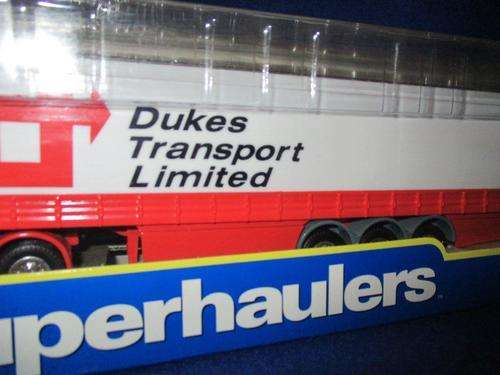 Dukes
Transport
Limited
uperhaulers